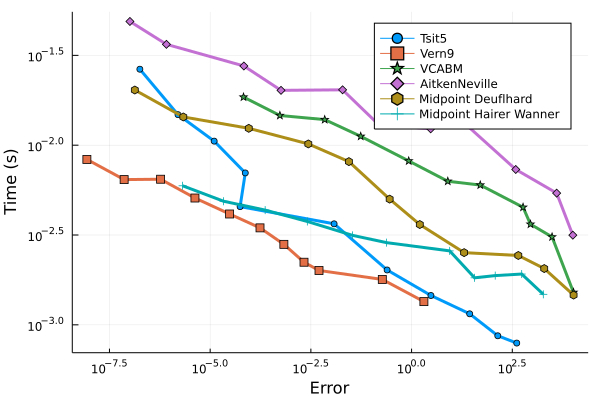 Time (s)
10^−1.5
10^−2.0
10^−2.5
10^−3.0
Tsit5
Vern9
VCABM
AitkenNeville
Midpoint Deuflhard
Midpoint Hairer Wanner
10^−7.5 10^−5.0 10^−2.5 10^0.0 10^2.5
Error